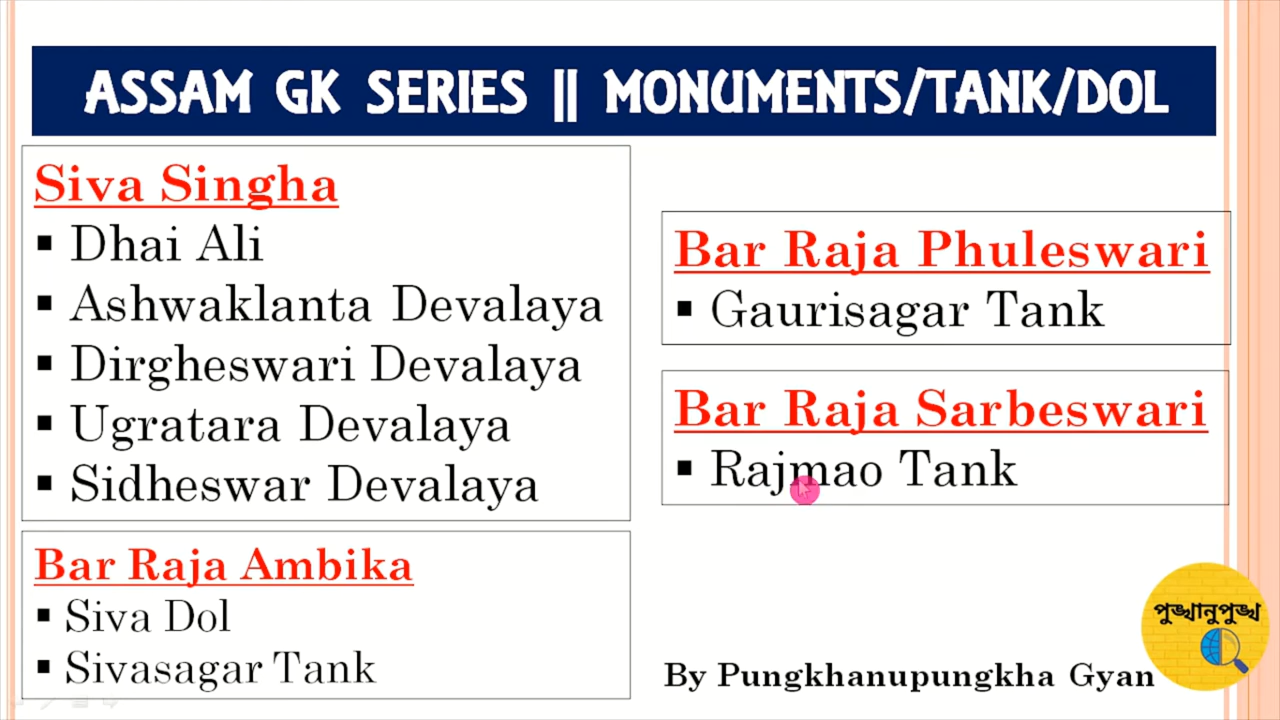 ASSAM GK SERIES || MONUMENTS/TANK/DOL
Siva Singha
▪ Dhai Ali
▪ Ashwaklanta Devalaya
▪ Dirgheswari Devalaya
▪ Ugratara Devalaya
▪ Sidheswar Devalaya
Bar Raja Ambika
▪ Siva Dol
▪ Sivasagar Tank
Bar Raja Phuleswari
▪ Gaurisagar Tank
Bar Raja Sarbeswari
▪ Rajmao Tank
পুঙ্খানুপুঙ্খ
By Pungkhanupungkha Gyan